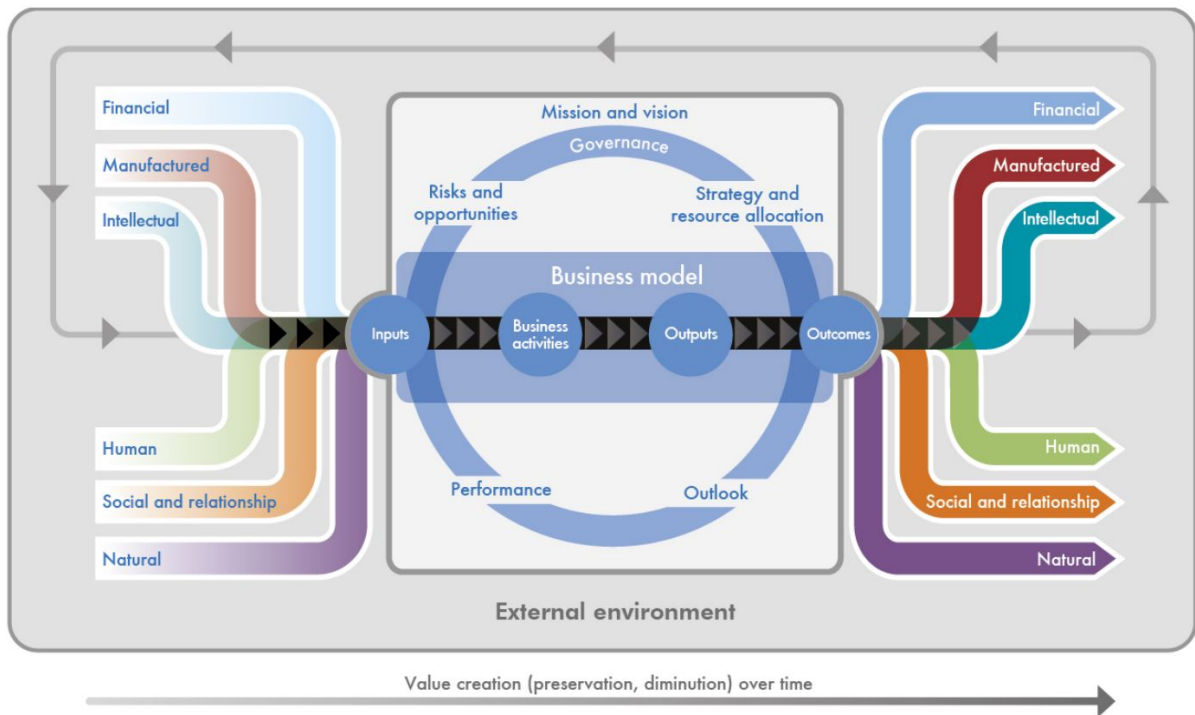 Financial
Manufactured
Intellectual
Human
Social and relationship
Natural
Mission and vision
Governance
Risks and
opportunities
Strategy and
resource allocation
Business model
Inputs
Business
activities
Outputs
Outcomes
Performance
Outlook
Financial
Manufactured
Intellectual
Human
Social and relationship
Natural
External environment
Value creation (preservation, diminution) over time